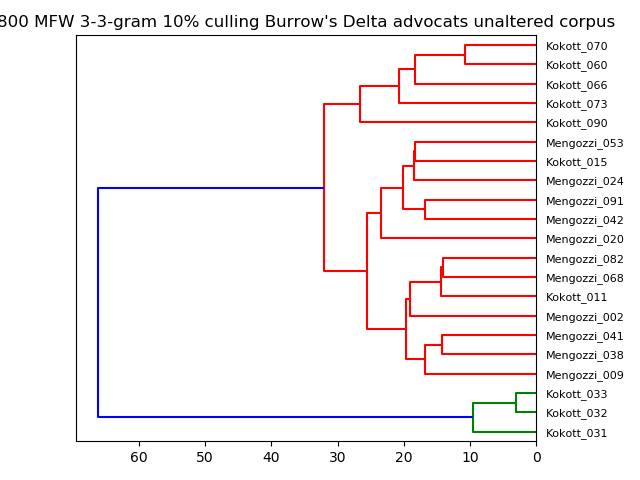 800 MFW 3-3-gram 10% culling Burrow's Delta advocats unaltered corpus
Kokott_070
Kokott_060
Kokott_066
Kokott_073
Kokott_090
Mengozzi_053
Kokott_015
Mengozzi_024
Mengozzi_091
Mengozzi_042
Mengozzi_020
Mengozzi_082
Mengozzi_068
Kokott_011
Mengozzi_002
Mengozzi_041
Mengozzi_038
Mengozzi_009
Kokott_033
Kokott_032
Kokott_031
60 50 40 30 20 10 0